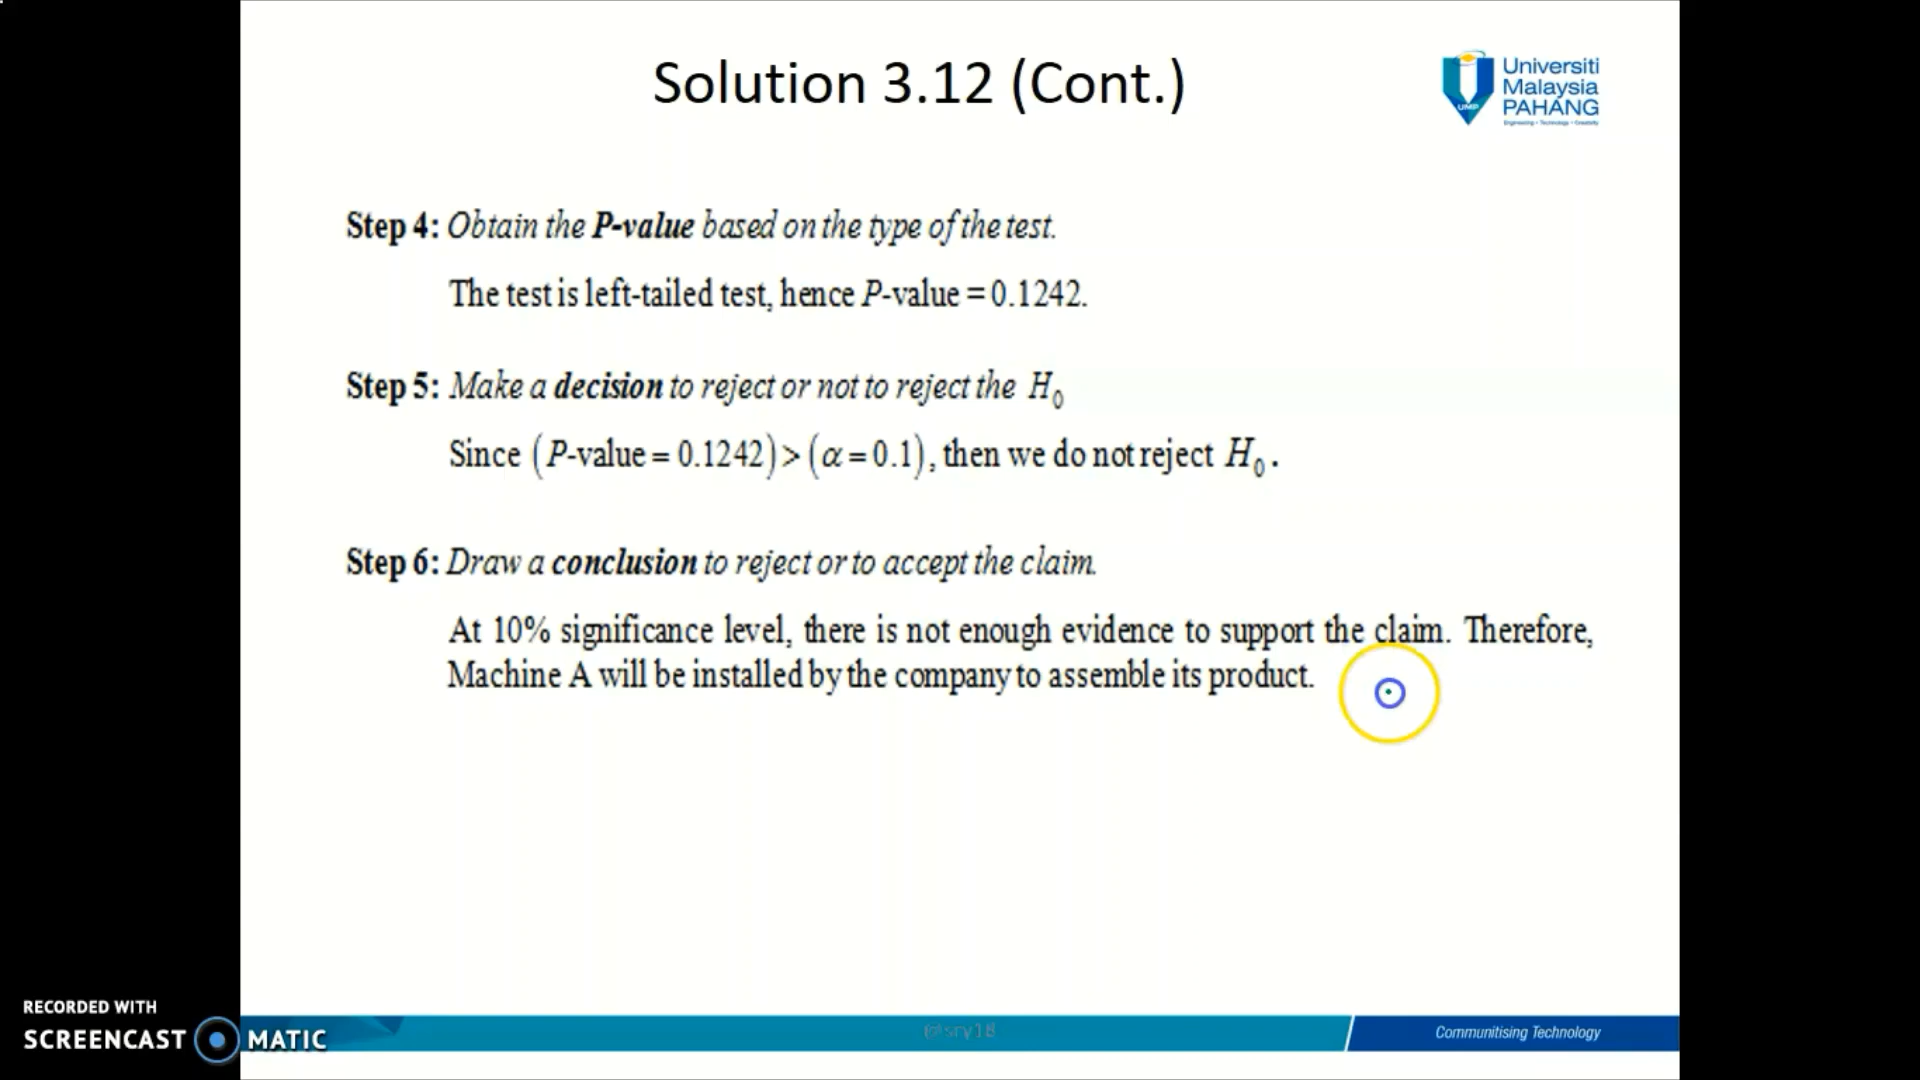 Solution 3.12 (Cont.)
Universiti
Malaysia
PAHANG
Engineering • Technology • Creativity
UMP
Step 4: Obtain the P-value based on the type of the test.
The test is left-tailed test, hence P-value = 0.1242.
Step 5: Make a decision to reject or not to reject the H₀
Since (P-value = 0.1242) > (α = 0.1), then we do not reject H₀.
Step 6: Draw a conclusion to reject or to accept the claim.
At 10% significance level, there is not enough evidence to support the claim. Therefore,
Machine A will be installed by the company to assemble its product.
RECORDED WITH
SCREENCAST MATIC
@sry18
Communitising Technology